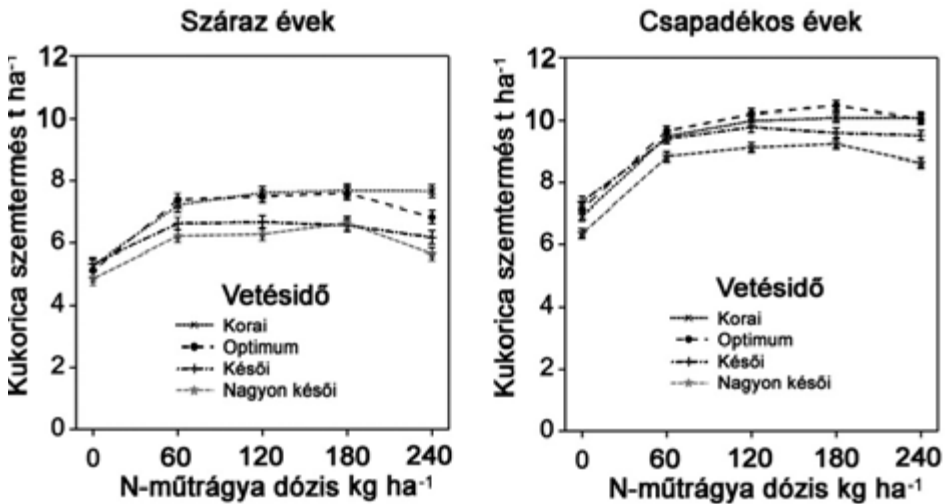 Száraz évek
Kukorica szemtermés t ha-1
12
10
8
6
4
2
0
Vetésidő
Korai
Optimum
Késői
Nagyon késői
0 60 120 180 240
N-műtrágya dózis kg ha-1
Csapadékos évek
Kukorica szemtermés t ha-1
12
10
8
6
4
2
0
Vetésidő
Korai
Optimum
Késői
Nagyon késői
0 60 120 180 240
N-műtrágya dózis kg ha-1